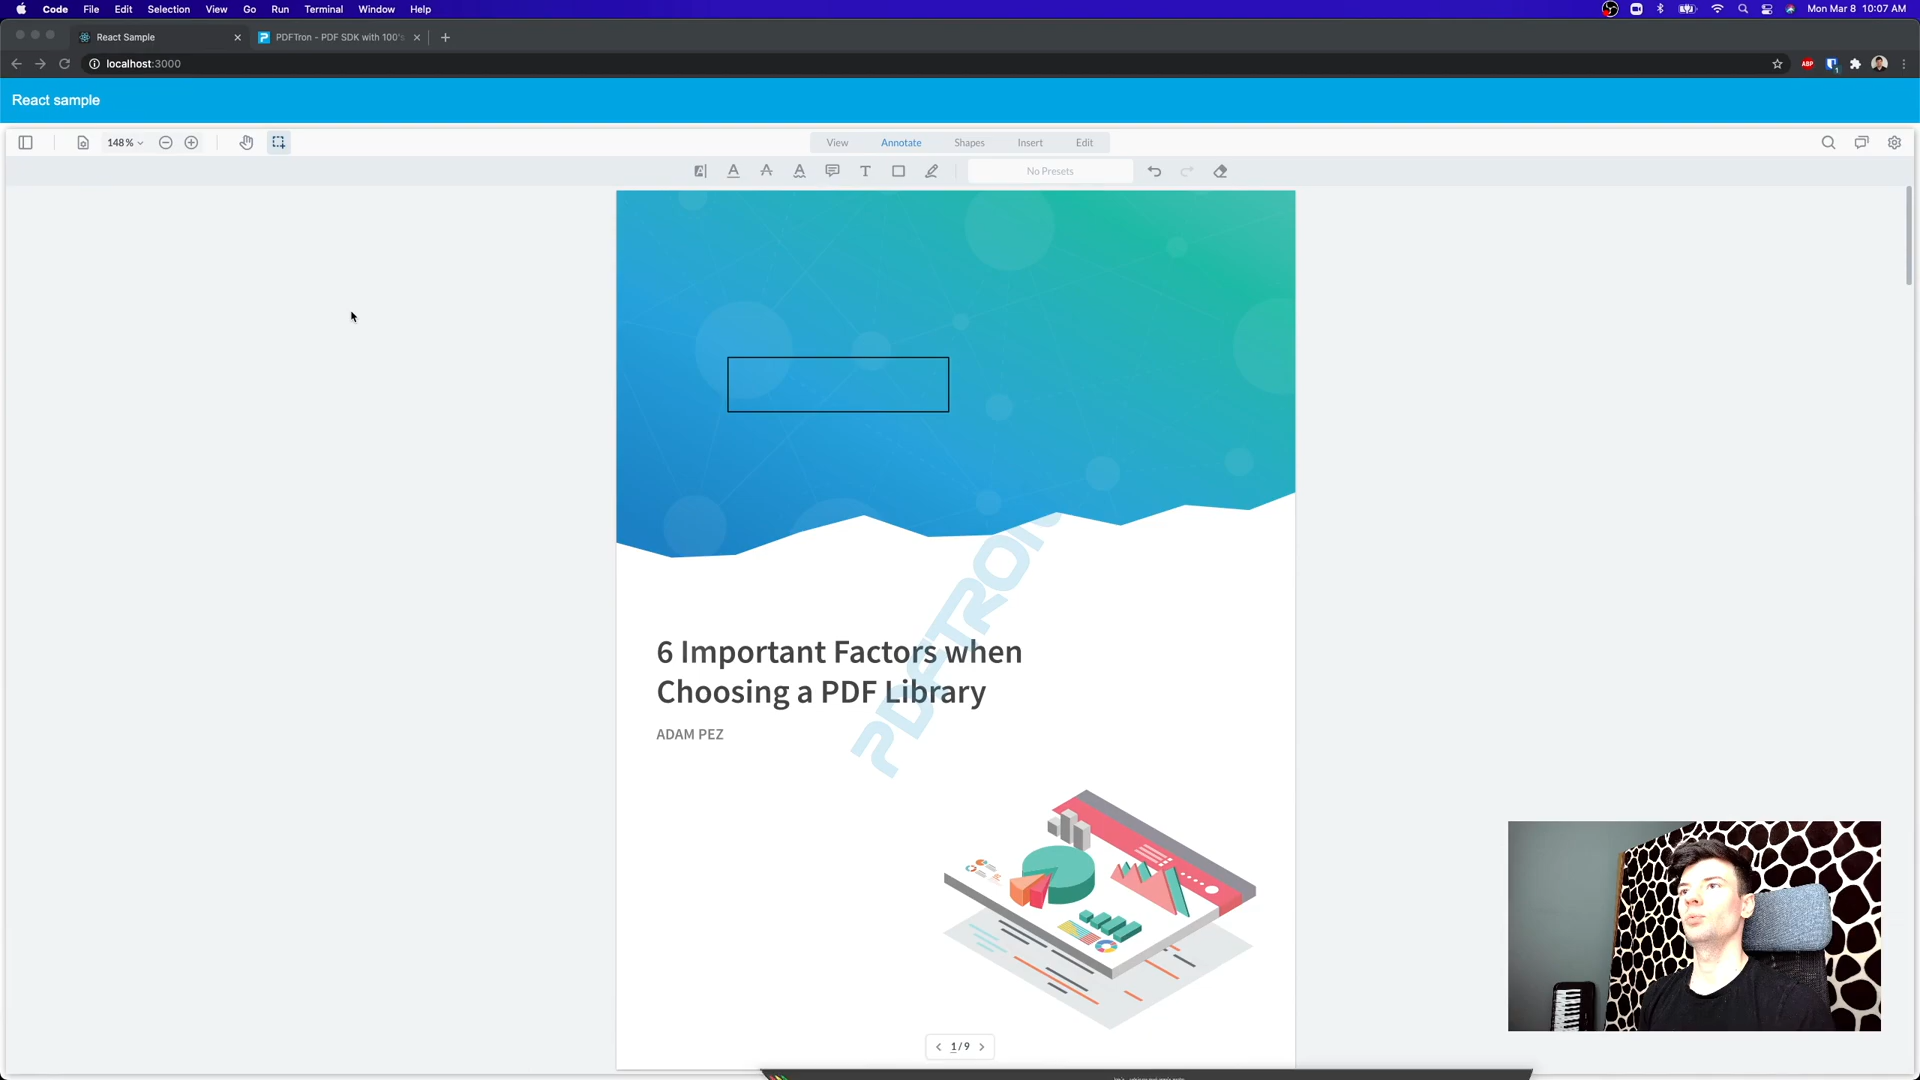 Code File Edit Selection View Go Run Terminal Window Help Mon Mar 8 10:07 AM
React Sample PDFTron - PDF SDK with 100's
localhost:3000 ABP 1
React sample
148% View Annotate Shapes Insert Edit
No Presets
PDFTRON
6 Important Factors when
Choosing a PDF Library
ADAM PEZ
1/9